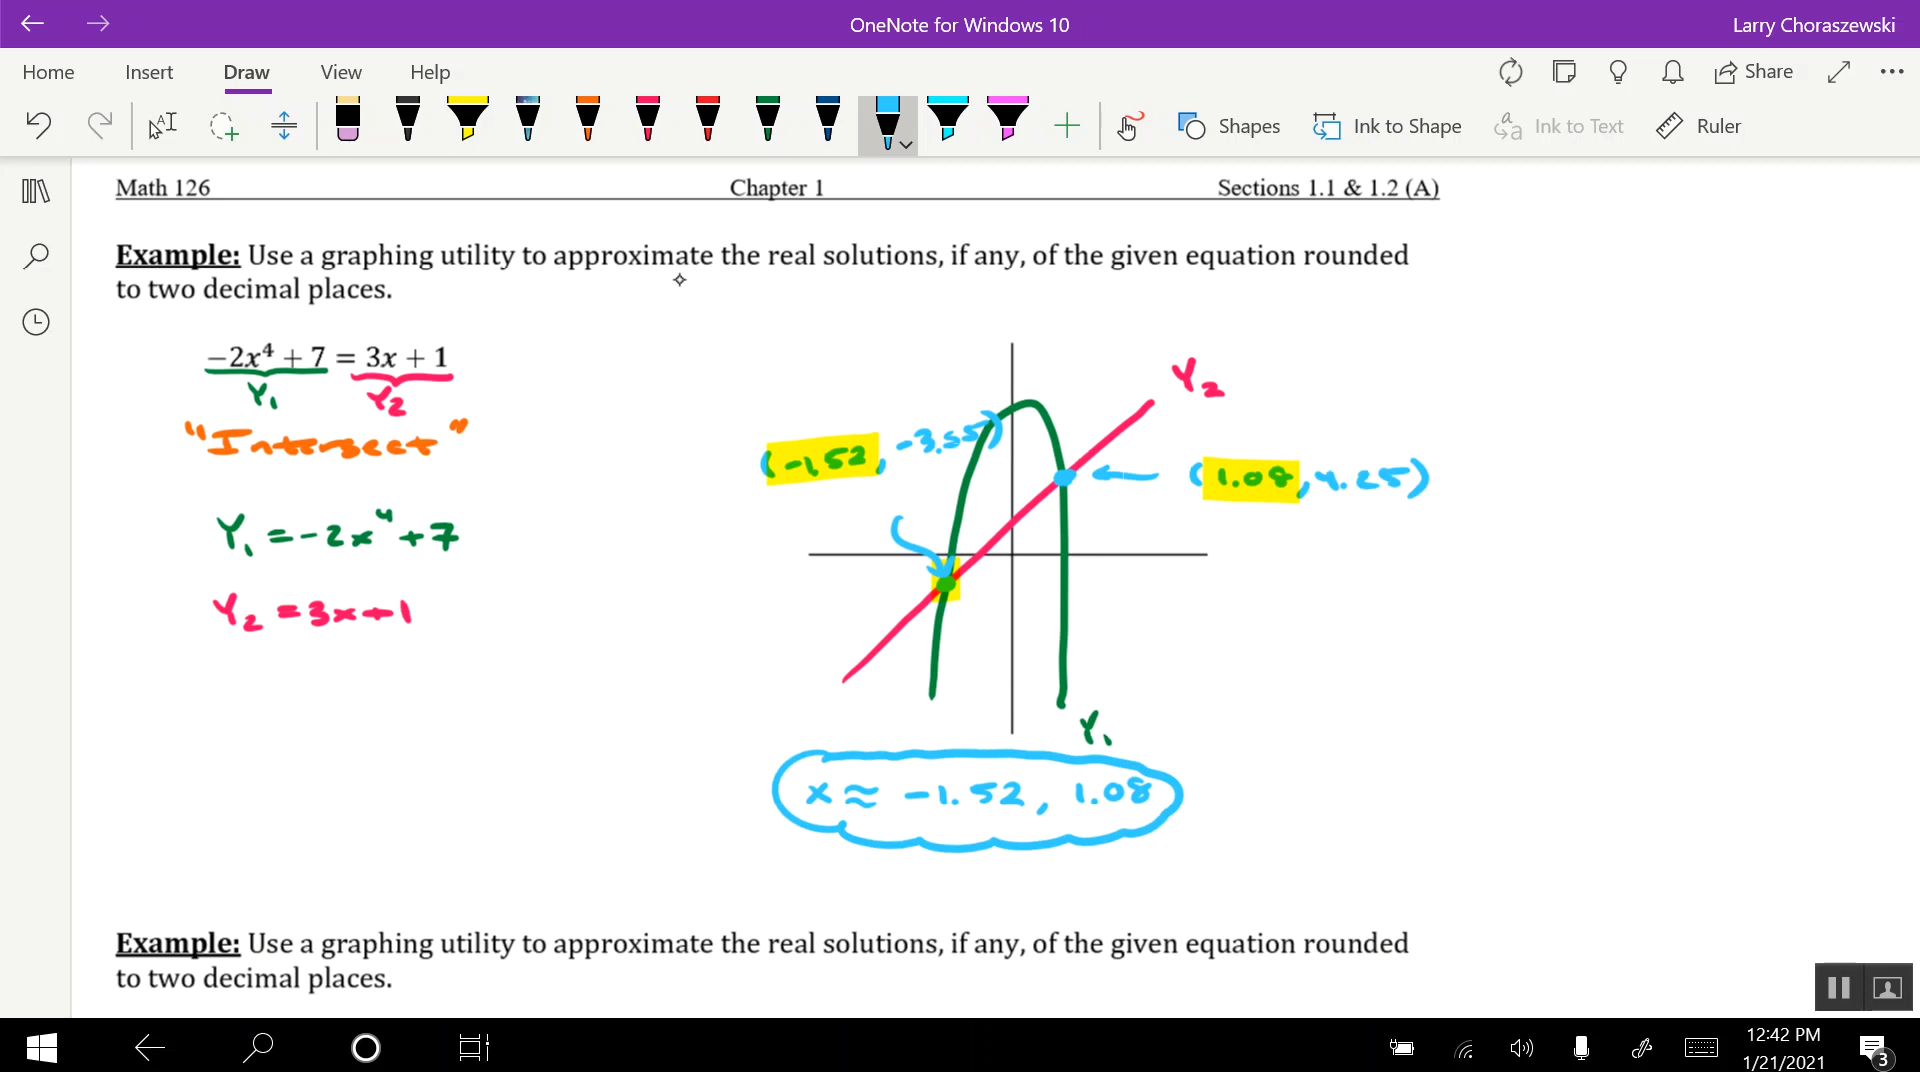 OneNote for Windows 10
Larry Choraszewski
Home Insert Draw View Help
Share
Shapes Ink to Shape Ink to Text Ruler
Math 126 Chapter 1 Sections 1.1 & 1.2 (A)
Example: Use a graphing utility to approximate the real solutions, if any, of the given equation rounded
to two decimal places.
−2x⁴ + 7 = 3x + 1
Y₁ Y₂
"Intersect"
Y₁ = -2x⁴ + 7
Y₂ = 3x + 1
Y₂
(-1.52, -3.55)
(1.08, 4.25)
Y₁
x ≈ -1.52, 1.08
Example: Use a graphing utility to approximate the real solutions, if any, of the given equation rounded
to two decimal places.
12:42 PM
1/21/2021
3